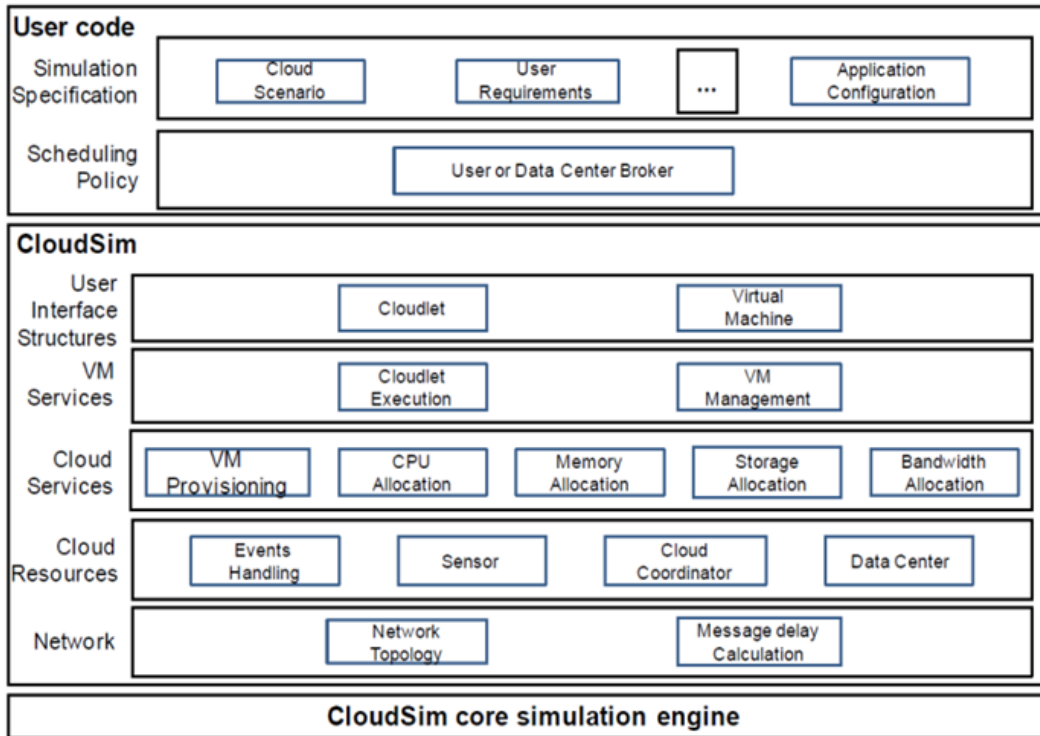 User code
Simulation
Specification
Cloud
Scenario
User
Requirements
...
Application
Configuration
Scheduling
Policy
User or Data Center Broker
CloudSim
User
Interface
Structures
Cloudlet
Virtual
Machine
VM
Services
Cloudlet
Execution
VM
Management
Cloud
Services
VM
Provisioning
CPU
Allocation
Memory
Allocation
Storage
Allocation
Bandwidth
Allocation
Cloud
Resources
Events
Handling
Sensor
Cloud
Coordinator
Data Center
Network
Network
Topology
Message delay
Calculation
CloudSim core simulation engine